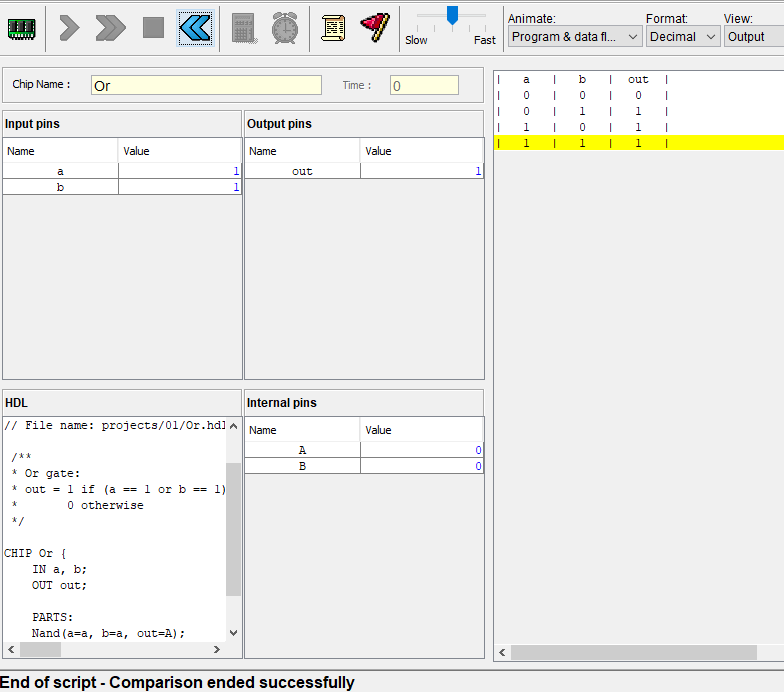 Animate:
Format:
View:
Slow
Fast
Program & data fl...
Decimal
Output
Chip Name :
Or
Time :
0
Input pins
Name
Value
a
1
b
1
Output pins
Name
Value
out
1
| a | b | out |
| 0 | 0 | 0 |
| 0 | 1 | 1 |
| 1 | 0 | 1 |
| 1 | 1 | 1 |
HDL
// File name: projects/01/Or.hdl
/**
* Or gate:
* out = 1 if (a == 1 or b == 1)
* 0 otherwise
*/
CHIP Or {
IN a, b;
OUT out;
PARTS:
Nand(a=a, b=a, out=A);
Internal pins
Name
Value
A
0
B
0
End of script - Comparison ended successfully